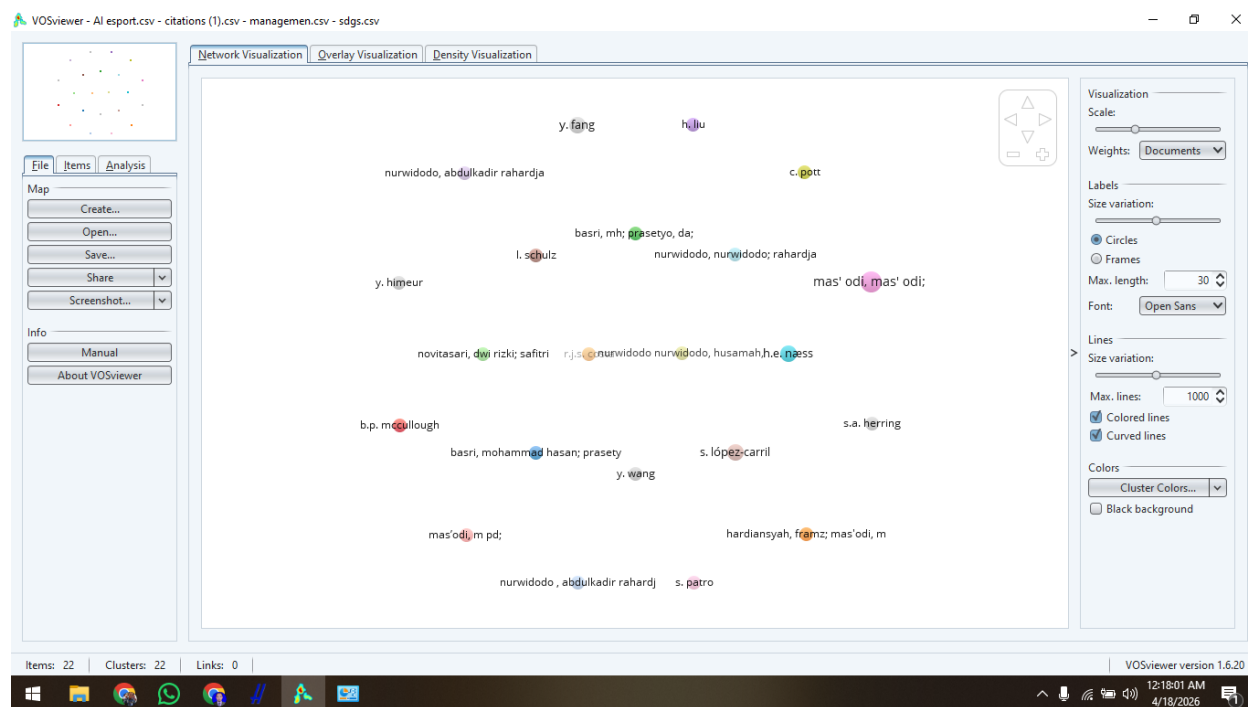 VOSviewer - AI esport.csv - citations (1).csv - managemen.csv - sdgs.csv
Network Visualization
Overlay Visualization
Density Visualization
File
Items
Analysis
Map
Create...
Open...
Save...
Share
Screenshot...
Info
Manual
About VOSviewer
y. fang
h. liu
nurwidodo, abdulkadir rahardja
c. pott
basri, mh; prasetyo, da;
l. schulz
nurwidodo, nurwidodo; rahardja
y. himeur
mas' odi, mas' odi;
novitasari, dwi rizki; safitri
r.j.s.
nurwidodo nurwidodo, husamah,
h.e. næss
b.p. mccullough
s.a. herring
basri, mohammad hasan; prasety
s. lópez-carril
y. wang
mas'odi, m pd;
hardiansyah, framz; mas'odi, m
nurwidodo , abdulkadir rahardj
s. patro
Visualization
Scale:
Weights: Documents
Labels
Size variation:
Circles
Frames
Max. length: 30
Font: Open Sans
Lines
Size variation:
Max. lines: 1000
Colored lines
Curved lines
Colors
Cluster Colors...
Black background
>
Items: 22
Clusters: 22
Links: 0
VOSviewer version 1.6.20
12:18:01 AM
4/18/2026
1